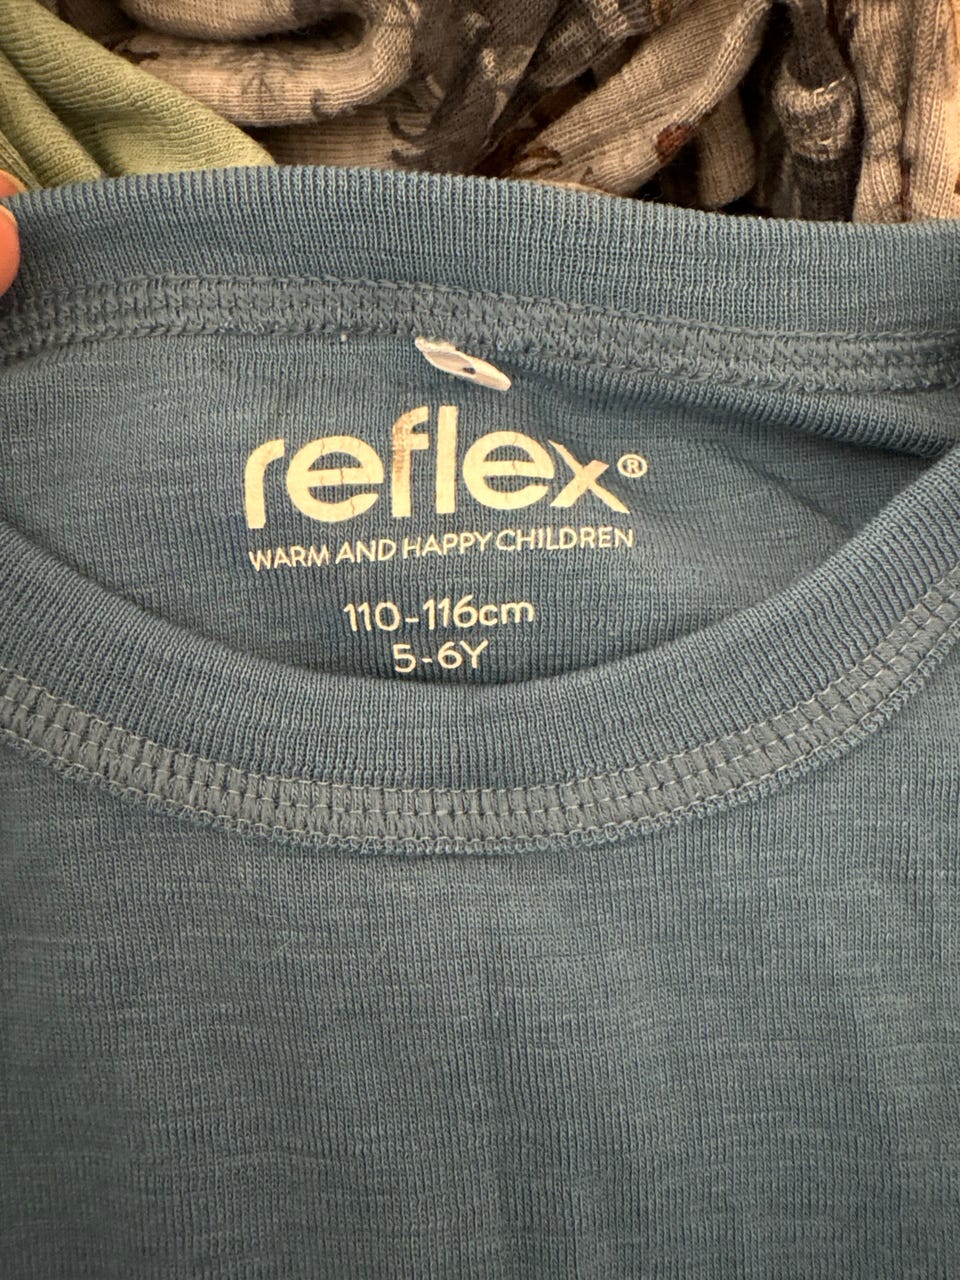 reflex®
WARM AND HAPPY CHILDREN
110-116cm
5-6Y